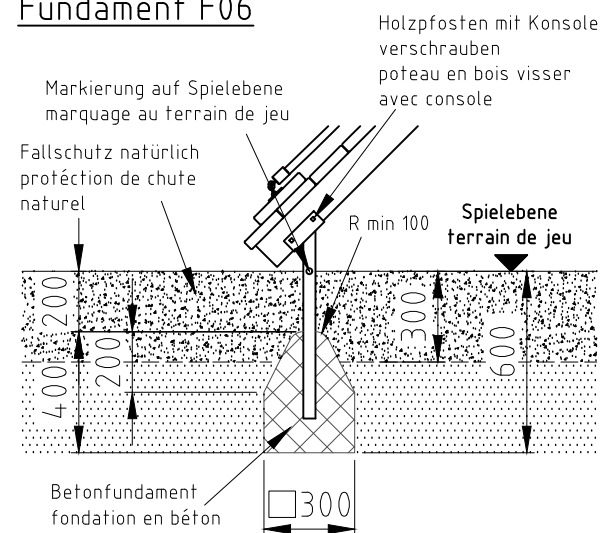 Fundament F06
Holzpfosten mit Konsole
verschrauben
poteau en bois visser
avec console
Markierung auf Spielebene
marquage au terrain de jeu
Fallschutz natürlich
protéction de chute
naturel
R min 100
Spielebene
terrain de jeu
200
400
200
300
600
Betonfundament
fondation en béton
□300